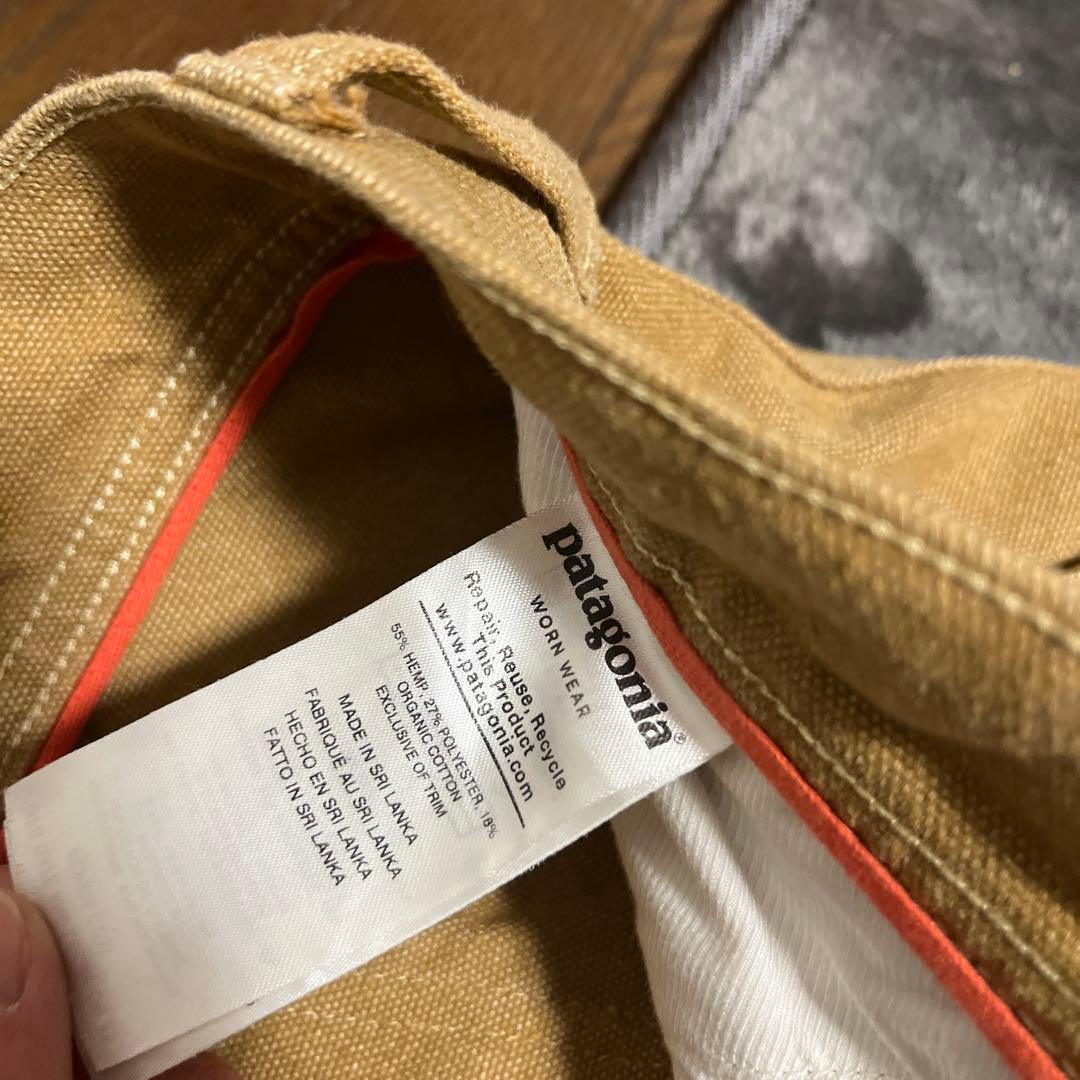 patagonia®
WORN WEAR
Repair, Reuse, Recycle
This Product
www.patagonia.com
55% HEMP, 27% POLYESTER, 18%
ORGANIC COTTON
EXCLUSIVE OF TRIM
MADE IN SRI LANKA
FABRIQUÉ AU SRI LANKA
HECHO EN SRI LANKA
FATTO IN SRI LANKA